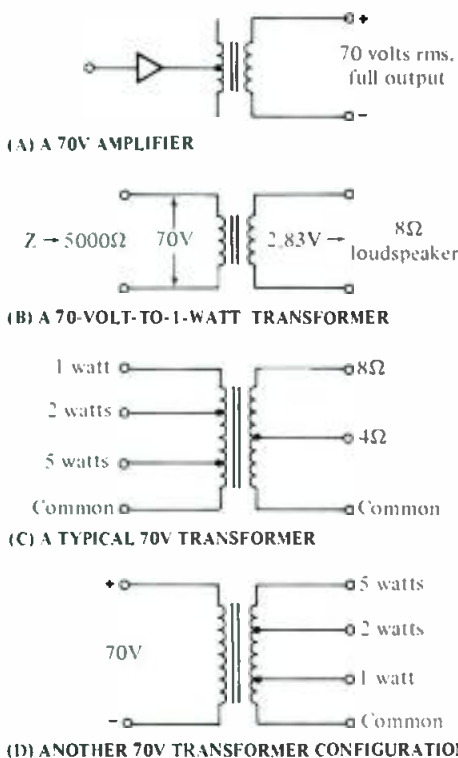 +
70 volts rms.
full output
−
(A) A 70V AMPLIFIER
Z → 5000Ω
70V
2.83V →
8Ω
loudspeaker
(B) A 70-VOLT-TO-1-WATT TRANSFORMER
1 watt
8Ω
2 watts
4Ω
5 watts
Common
Common
(C) A TYPICAL 70V TRANSFORMER
+
5 watts
70V
2 watts
1 watt
−
Common
(D) ANOTHER 70V TRANSFORMER CONFIGURATIO